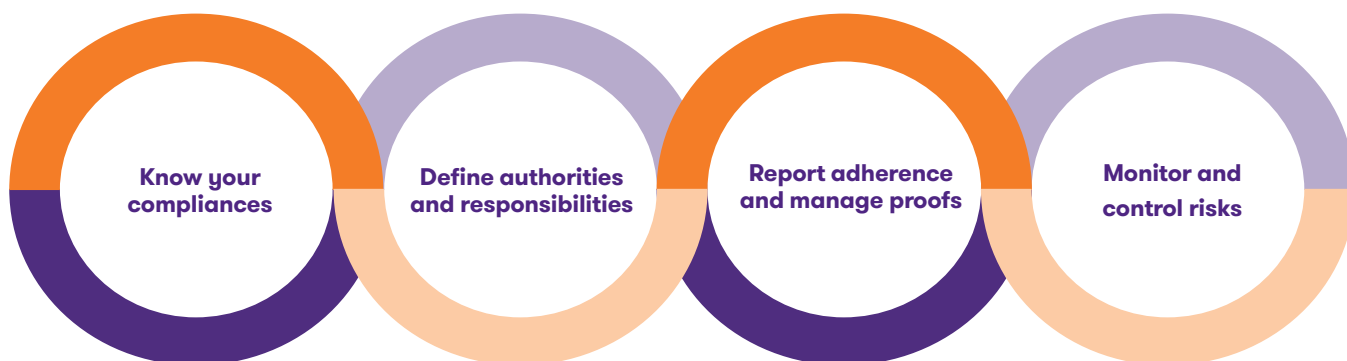 Know your
compliances
Define authorities
and responsibilities
Report adherence
and manage proofs
Monitor and
control risks